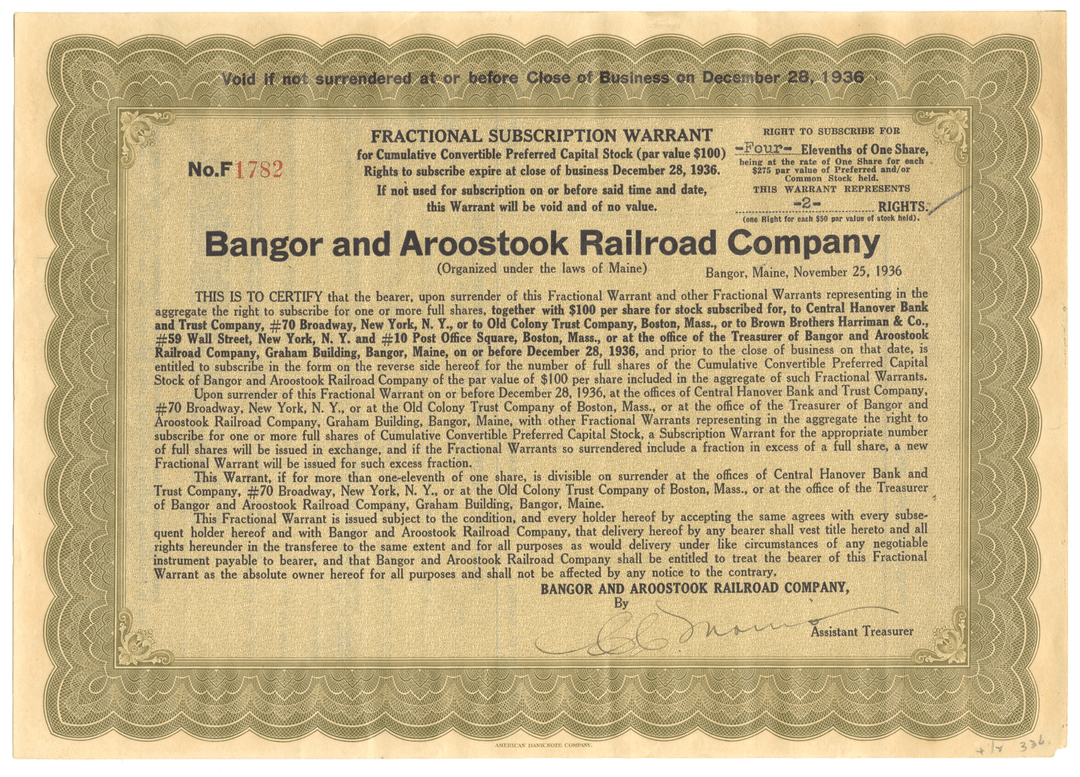 Void if not surrendered at or before Close of Business on December 28, 1936
No.F1782
FRACTIONAL SUBSCRIPTION WARRANT
for Cumulative Convertible Preferred Capital Stock (par value $100)
Rights to subscribe expire at close of business December 28, 1936.
If not used for subscription on or before said time and date,
this Warrant will be void and of no value.
RIGHT TO SUBSCRIBE FOR
-Four- Elevenths of One Share,
being at the rate of One Share for each
$275 par value of Preferred and/or
Common Stock held.
THIS WARRANT REPRESENTS
-2- RIGHTS.
(one Right for each $50 par value of stock held).
Bangor and Aroostook Railroad Company
(Organized under the laws of Maine)
Bangor, Maine, November 25, 1936
THIS IS TO CERTIFY that the bearer, upon surrender of this Fractional Warrant and other Fractional Warrants representing in the
aggregate the right to subscribe for one or more full shares, together with $100 per share for stock subscribed for, to Central Hanover Bank
and Trust Company, #70 Broadway, New York, N. Y., or to Old Colony Trust Company, Boston, Mass., or to Brown Brothers Harriman & Co.,
#59 Wall Street, New York, N. Y. and #10 Post Office Square, Boston, Mass., or at the office of the Treasurer of Bangor and Aroostook
Railroad Company, Graham Building, Bangor, Maine, on or before December 28, 1936, and prior to the close of business on that date, is
entitled to subscribe in the form on the reverse side hereof for the number of full shares of the Cumulative Convertible Preferred Capital
Stock of Bangor and Aroostook Railroad Company of the par value of $100 per share included in the aggregate of such Fractional Warrants.
Upon surrender of this Fractional Warrant on or before December 28, 1936, at the offices of Central Hanover Bank and Trust Company,
#70 Broadway, New York, N. Y., or at the Old Colony Trust Company of Boston, Mass., or at the office of the Treasurer of Bangor and
Aroostook Railroad Company, Graham Building, Bangor, Maine, with other Fractional Warrants representing in the aggregate the right to
subscribe for one or more full shares of Cumulative Convertible Preferred Capital Stock, a Subscription Warrant for the appropriate number
of full shares will be issued in exchange, and if the Fractional Warrants so surrendered include a fraction in excess of a full share, a new
Fractional Warrant will be issued for such excess fraction.
This Warrant, if for more than one-eleventh of one share, is divisible on surrender at the offices of Central Hanover Bank and
Trust Company, #70 Broadway, New York, N. Y., or at the Old Colony Trust Company of Boston, Mass., or at the office of the Treasurer
of Bangor and Aroostook Railroad Company, Graham Building, Bangor, Maine.
This Fractional Warrant is issued subject to the condition, and every holder hereof by accepting the same agrees with every subse-
quent holder hereof and with Bangor and Aroostook Railroad Company, that delivery hereof by any bearer shall vest title hereto and all
rights hereunder in the transferee to the same extent and for all purposes as would delivery under like circumstances of any negotiable
instrument payable to bearer, and that Bangor and Aroostook Railroad Company shall be entitled to treat the bearer of this Fractional
Warrant as the absolute owner hereof for all purposes and shall not be affected by any notice to the contrary.
BANGOR AND AROOSTOOK RAILROAD COMPANY,
By
Assistant Treasurer
AMERICAN BANK NOTE COMPANY.
336